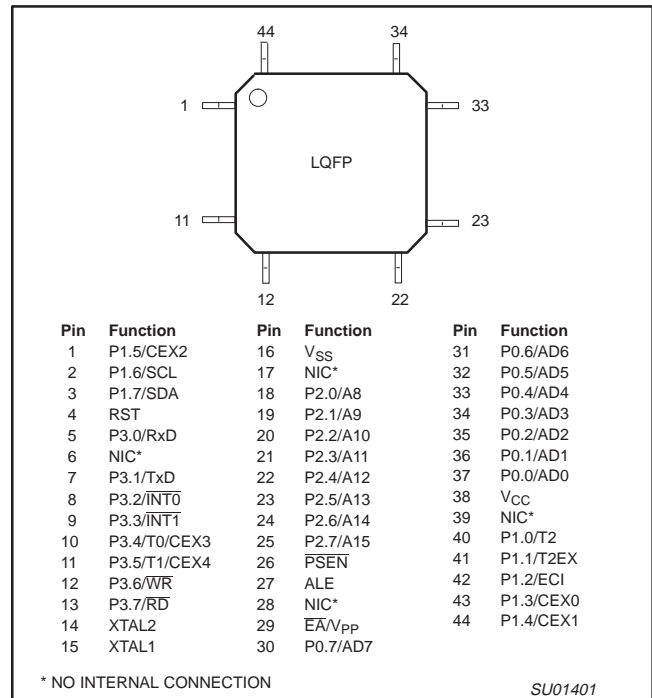 44 34
1 33
LQFP
11 23
12 22
Pin Function Pin Function Pin Function
1 P1.5/CEX2 16 VSS 31 P0.6/AD6
2 P1.6/SCL 17 NIC* 32 P0.5/AD5
3 P1.7/SDA 18 P2.0/A8 33 P0.4/AD4
4 RST 19 P2.1/A9 34 P0.3/AD3
5 P3.0/RxD 20 P2.2/A10 35 P0.2/AD2
6 NIC* 21 P2.3/A11 36 P0.1/AD1
7 P3.1/TxD 22 P2.4/A12 37 P0.0/AD0
8 P3.2/INT0 23 P2.5/A13 38 VCC
9 P3.3/INT1 24 P2.6/A14 39 NIC*
10 P3.4/T0/CEX3 25 P2.7/A15 40 P1.0/T2
11 P3.5/T1/CEX4 26 PSEN 41 P1.1/T2EX
12 P3.6/WR 27 ALE 42 P1.2/ECI
13 P3.7/RD 28 NIC* 43 P1.3/CEX0
14 XTAL2 29 EA/VPP 44 P1.4/CEX1
15 XTAL1 30 P0.7/AD7
* NO INTERNAL CONNECTION
SU01401